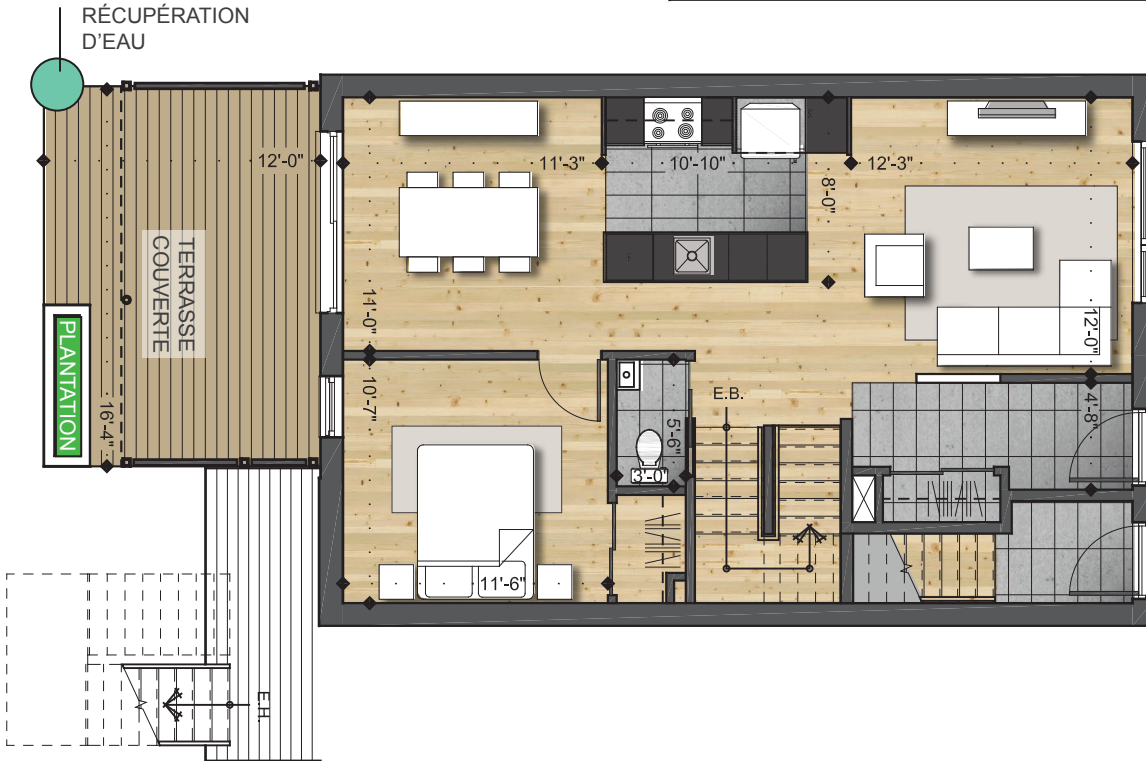 RÉCUPÉRATION
D'EAU
12'-0"
11'-3"
10'-10"
12'-3"
8'-0"
TERRASSE
COUVERTE
PLANTATION
16'-4"
11'-0"
12'-0"
10'-7"
E.B.
4'-8"
5'-6"
3'-0"
11'-6"
E.H.